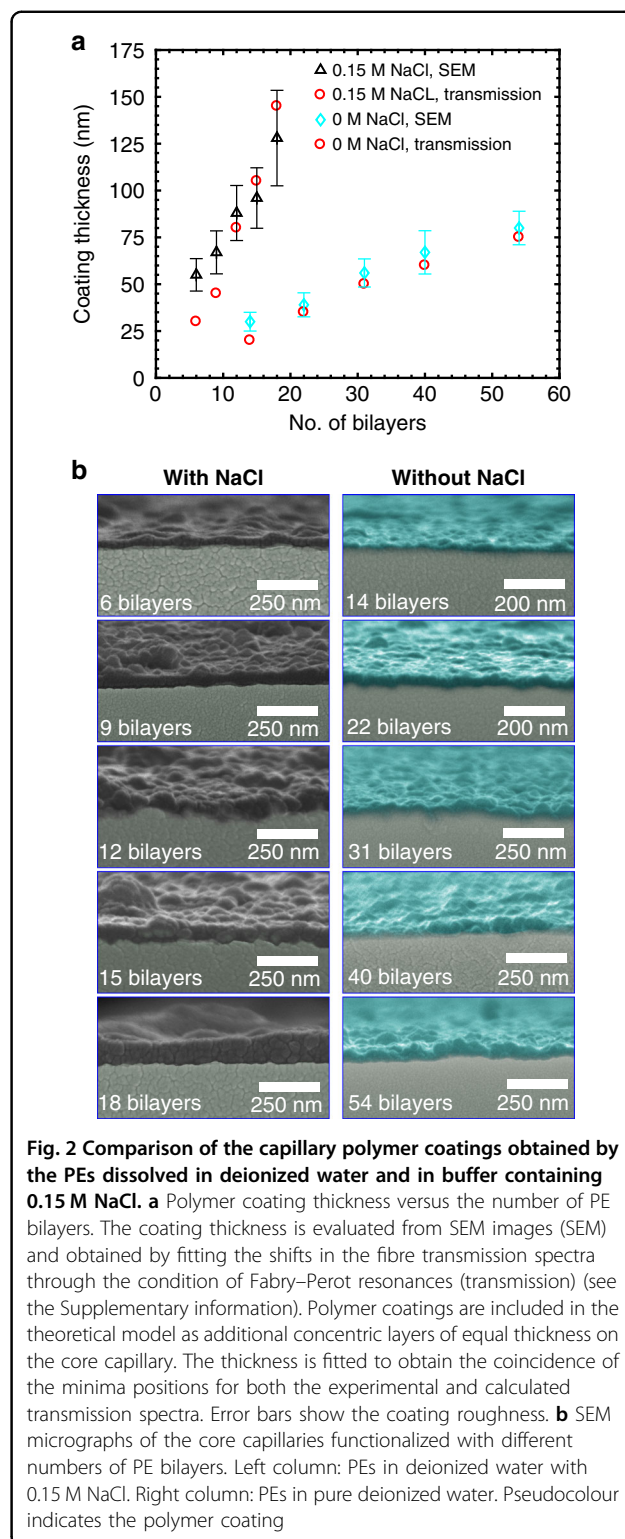 a
175
150
125
100
75
50
25
0
Coating thickness (nm)
0.15 M NaCl, SEM
0.15 M NaCL, transmission
0 M NaCl, SEM
0 M NaCl, transmission
0 10 20 30 40 50 60
No. of bilayers
b
With NaCl Without NaCl
6 bilayers 250 nm 14 bilayers 200 nm
9 bilayers 250 nm 22 bilayers 200 nm
12 bilayers 250 nm 31 bilayers 250 nm
15 bilayers 250 nm 40 bilayers 250 nm
18 bilayers 250 nm 54 bilayers 250 nm
Fig. 2 Comparison of the capillary polymer coatings obtained by
the PEs dissolved in deionized water and in buffer containing
0.15 M NaCl. a Polymer coating thickness versus the number of PE
bilayers. The coating thickness is evaluated from SEM images (SEM)
and obtained by fitting the shifts in the fibre transmission spectra
through the condition of Fabry–Perot resonances (transmission) (see
the Supplementary information). Polymer coatings are included in the
theoretical model as additional concentric layers of equal thickness on
the core capillary. The thickness is fitted to obtain the coincidence of
the minima positions for both the experimental and calculated
transmission spectra. Error bars show the coating roughness. b SEM
micrographs of the core capillaries functionalized with different
numbers of PE bilayers. Left column: PEs in deionized water with
0.15 M NaCl. Right column: PEs in pure deionized water. Pseudocolour
indicates the polymer coating